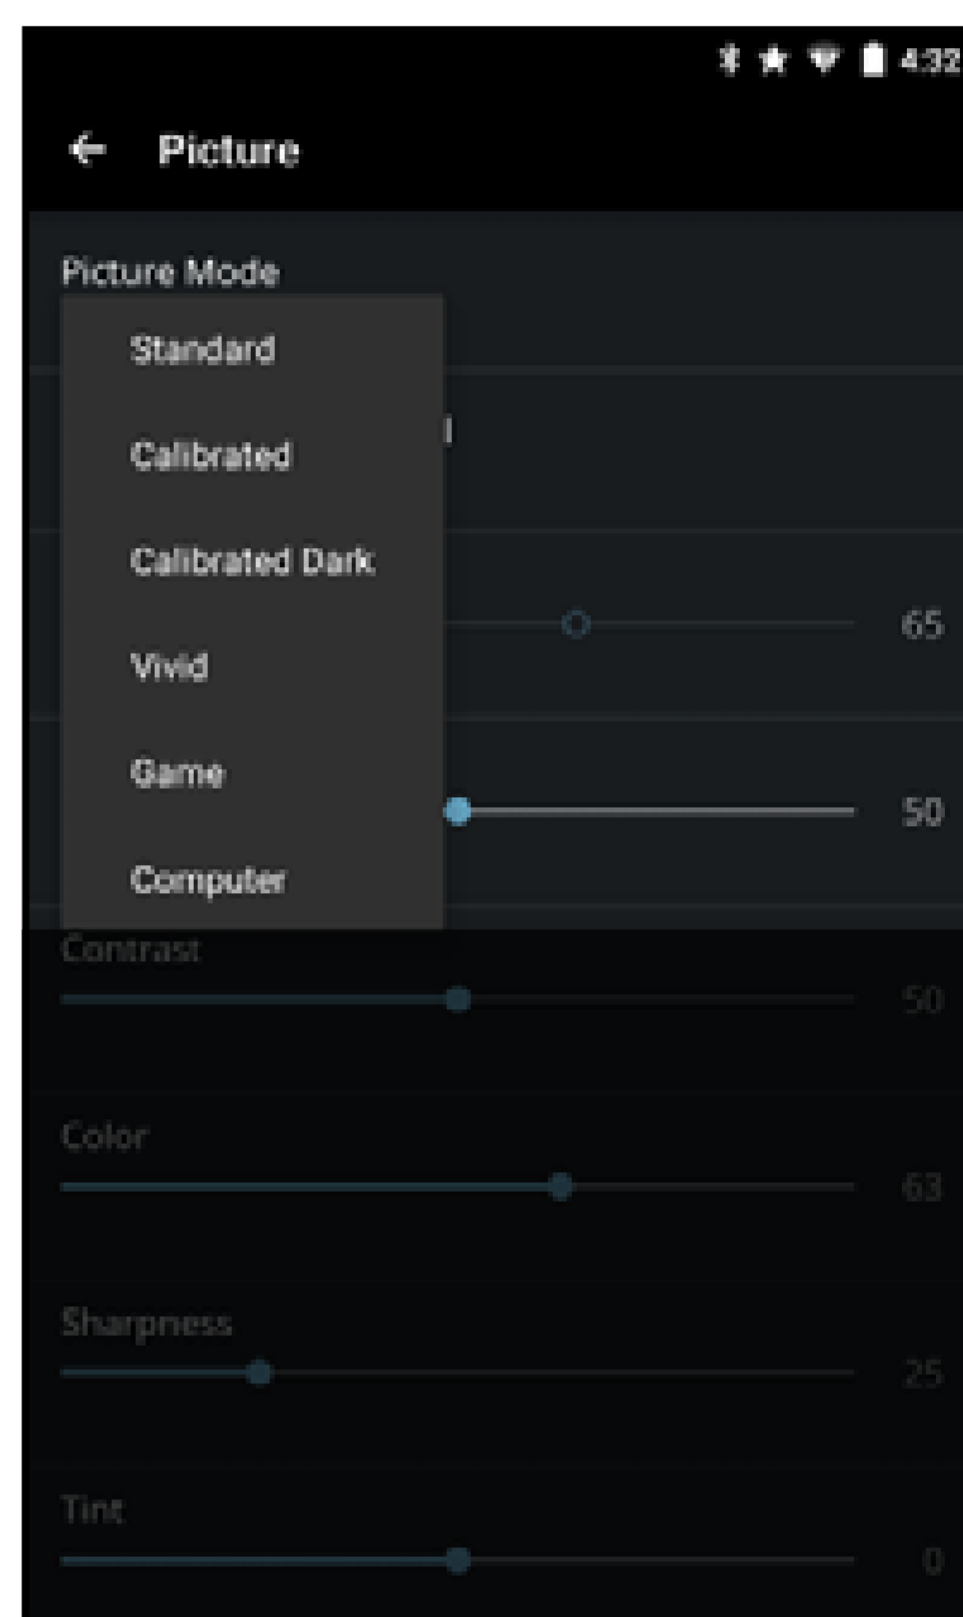 4:32
Picture
Picture Mode
Standard
Calibrated
Calibrated Dark
65
Vivid
Game
50
Computer
Contrast
50
Color
63
Sharpness
25
Tint
0